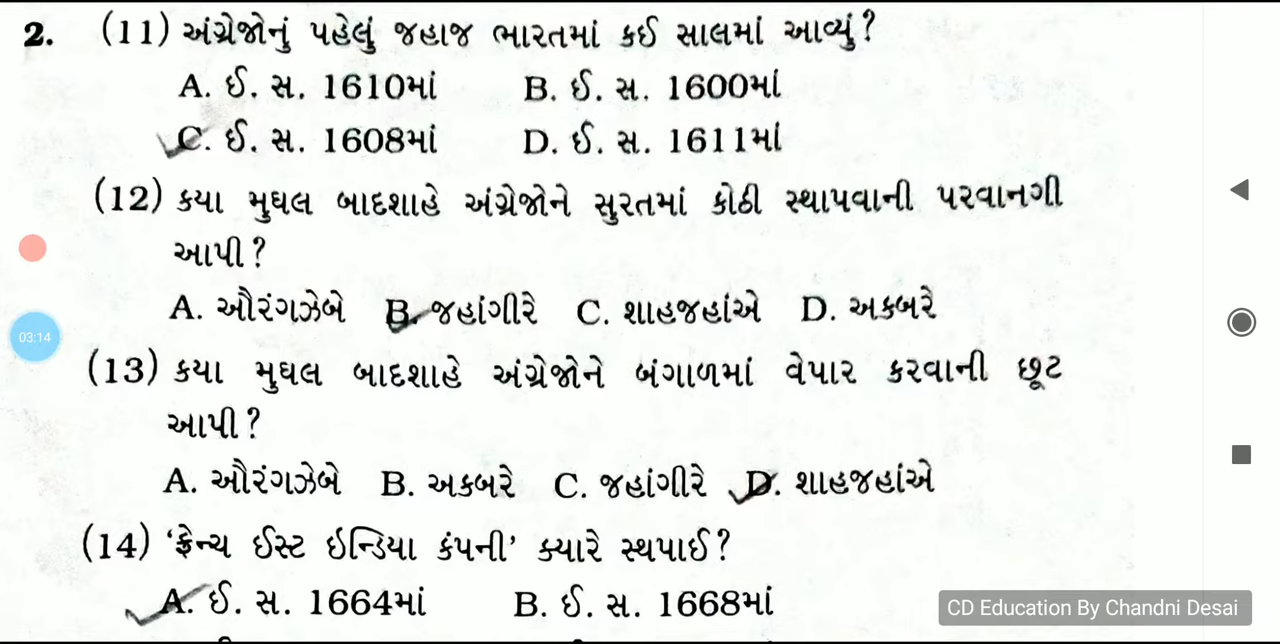 2. (11) અંગ્રેજોનું પહેલું જહાજ ભારતમાં કઈ સાલમાં આવ્યું?
A. ઈ. સ. 1610માં B. ઈ. સ. 1600માં
C. ઈ. સ. 1608માં D. ઈ. સ. 1611માં
(12) કયા મુઘલ બાદશાહે અંગ્રેજોને સુરતમાં કોઠી સ્થાપવાની પરવાનગી
આપી?
A. ઔરંગઝેબે B. જહાંગીરે C. શાહજહાંએ D. અકબરે
03:14
(13) કયા મુઘલ બાદશાહે અંગ્રેજોને બંગાળમાં વેપાર કરવાની છૂટ
આપી?
A. ઔરંગઝેબે B. અકબરે C. જહાંગીરે D. શાહજહાંએ
(14) ‘ફ્રેન્ચ ઈસ્ટ ઇન્ડિયા કંપની’ ક્યારે સ્થપાઈ?
A. ઈ. સ. 1664માં B. ઈ. સ. 1668માં
CD Education By Chandni Desai